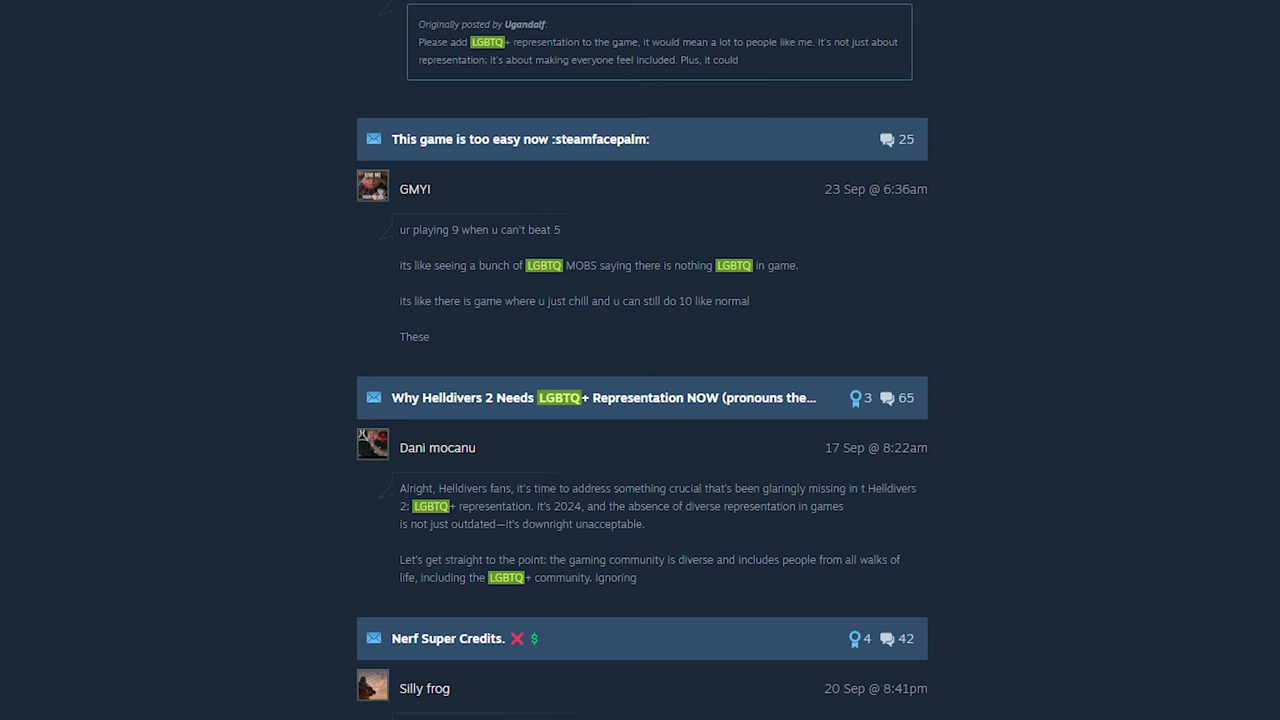 Originally posted by Ugandalf:
Please add LGBTQ+ representation to the game, it would mean a lot to people like me. It's not just about
representation; it's about making everyone feel included. Plus, it could
This game is too easy now :steamfacepalm: 25
GMYI 23 Sep @ 6:36am
ur playing 9 when u can't beat 5
its like seeing a bunch of LGBTQ MOBS saying there is nothing LGBTQ in game.
its like there is game where u just chill and u can still do 10 like normal
These
Why Helldivers 2 Needs LGBTQ+ Representation NOW (pronouns the... 3 65
Dani mocanu 17 Sep @ 8:22am
Alright, Helldivers fans, it's time to address something crucial that's been glaringly missing in t Helldivers
2: LGBTQ+ representation. It's 2024, and the absence of diverse representation in games
is not just outdated—it's downright unacceptable.
Let's get straight to the point: the gaming community is diverse and includes people from all walks of
life, including the LGBTQ+ community. Ignoring
Nerf Super Credits. ❌ $ 4 42
Silly frog 20 Sep @ 8:41pm